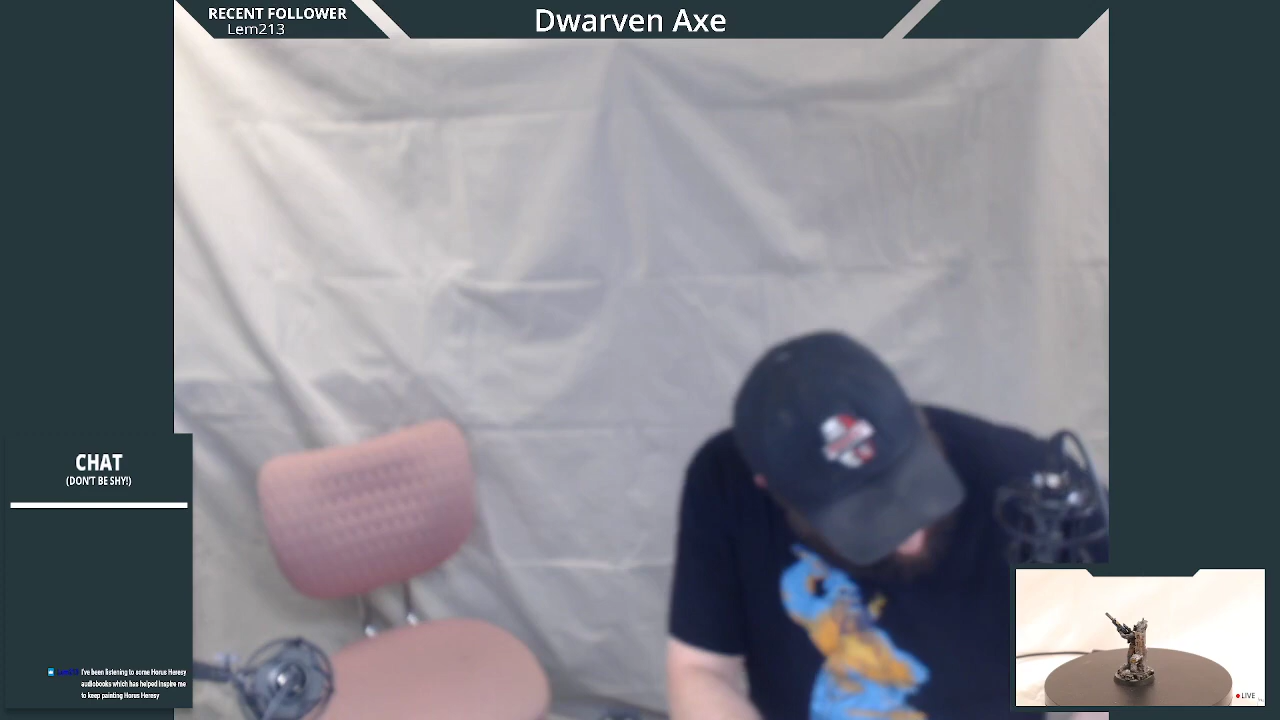 RECENT FOLLOWER
Lem213
Dwarven Axe
CHAT
(DON'T BE SHY!)
Lem213 I've been listening to some Horus Heresy
audiobooks which has helped inspire me
to keep painting Horus Heresy
LIVE